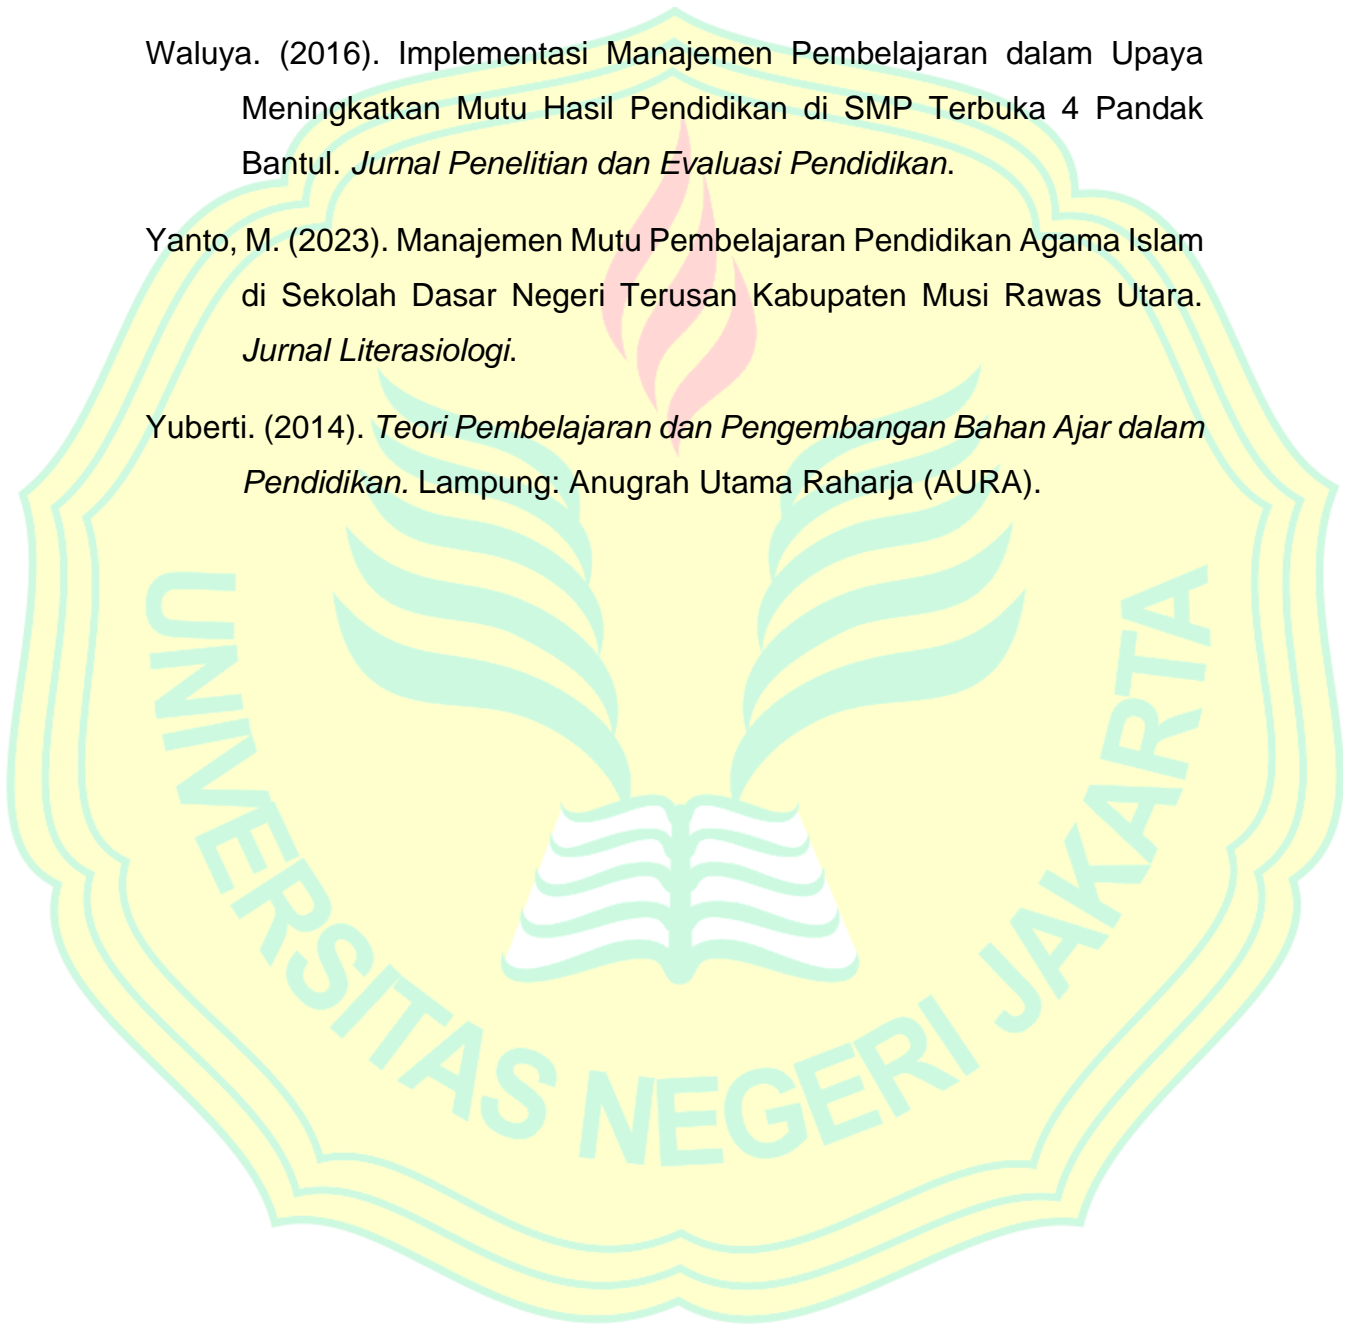 Waluya. (2016). Implementasi Manajemen Pembelajaran dalam Upaya
Meningkatkan Mutu Hasil Pendidikan di SMP Terbuka 4 Pandak
Bantul. Jurnal Penelitian dan Evaluasi Pendidikan.
Yanto, M. (2023). Manajemen Mutu Pembelajaran Pendidikan Agama Islam
di Sekolah Dasar Negeri Terusan Kabupaten Musi Rawas Utara.
Jurnal Literasiologi.
Yuberti. (2014). Teori Pembelajaran dan Pengembangan Bahan Ajar dalam
Pendidikan. Lampung: Anugrah Utama Raharja (AURA).
UNIVERSITAS NEGERI JAKARTA